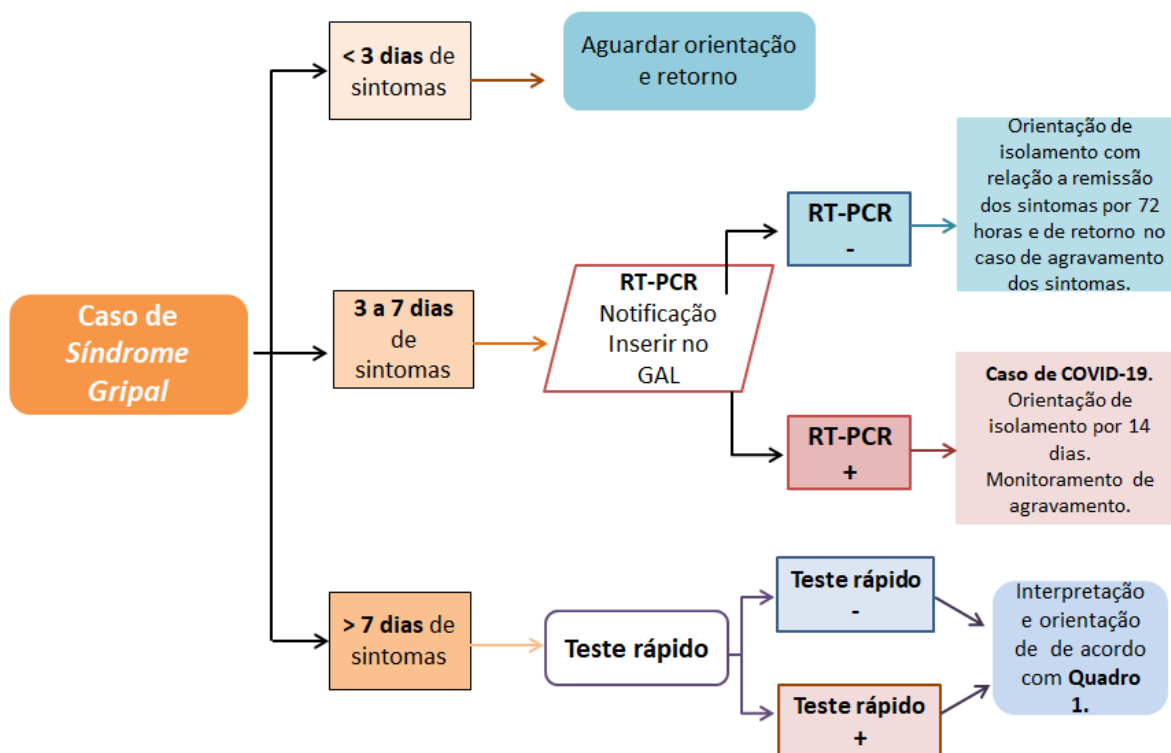 Caso de
Síndrome
Gripal
< 3 dias de
sintomas
Aguardar orientação
e retorno
3 a 7 dias
de
sintomas
RT-PCR
Notificação
Inserir no
GAL
RT-PCR
-
Orientação de
isolamento com
relação a remissão
dos sintomas por 72
horas e de retorno no
caso de agravamento
dos sintomas.
RT-PCR
+
Caso de COVID-19.
Orientação de
isolamento por 14
dias.
Monitoramento de
agravamento.
> 7 dias de
sintomas
Teste rápido
Teste rápido
-
Teste rápido
+
Interpretação
e orientação
de de acordo
com Quadro
1.